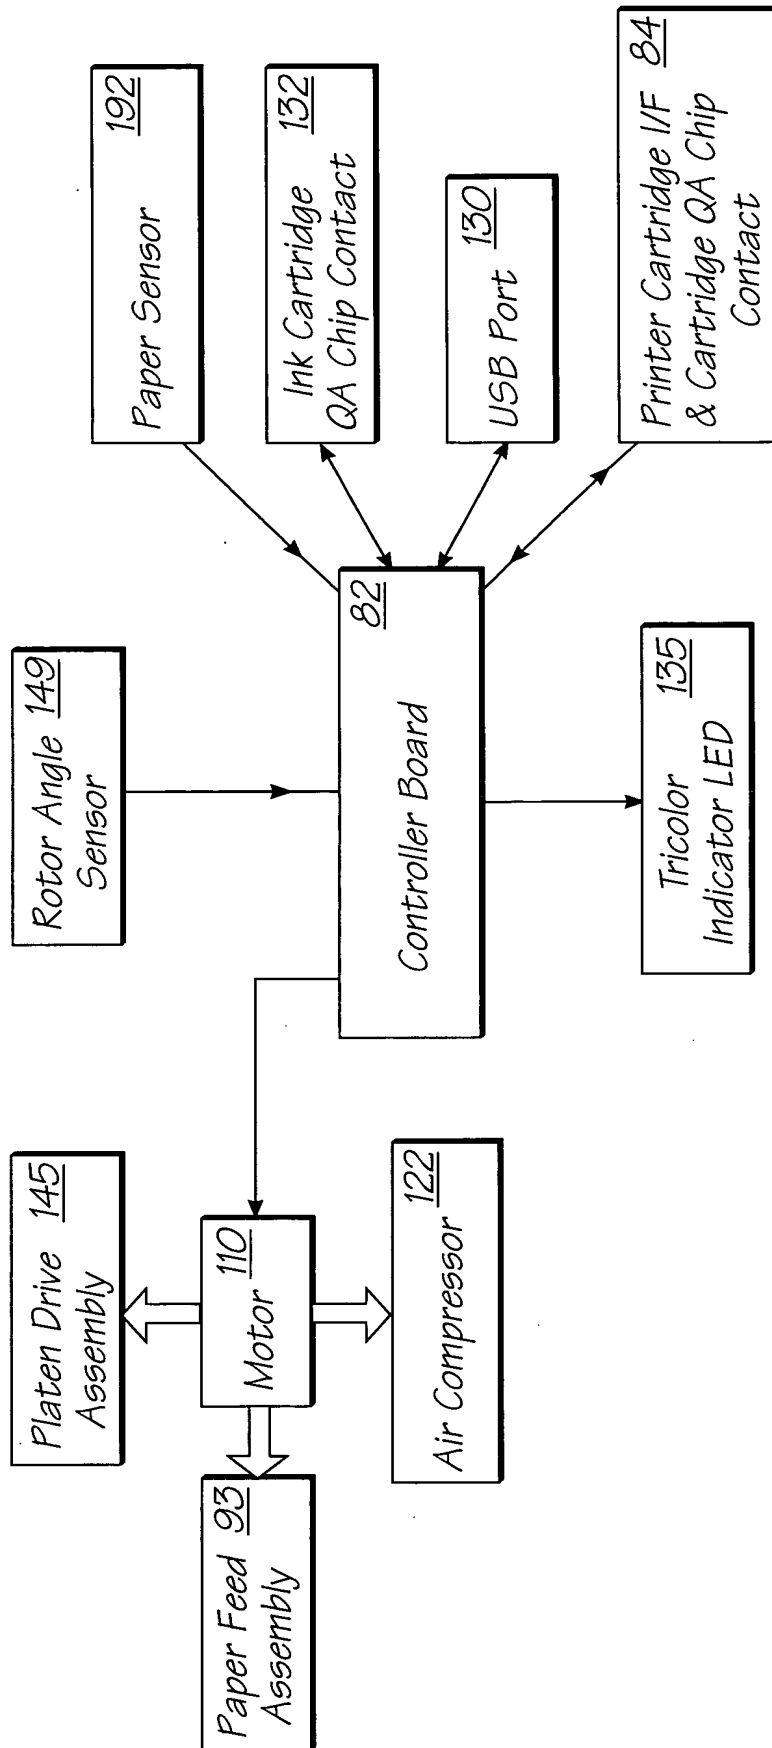 Paper Feed 93
Assembly
Platen Drive 145
Assembly
Motor 110
Air Compressor 122
Rotor Angle 149
Sensor
Controller Board 82
Tricolor 135
Indicator LED
Paper Sensor 192
Ink Cartridge 132
QA Chip Contact
USB Port 130
Printer Cartridge I/F 84
& Cartridge QA Chip
Contact